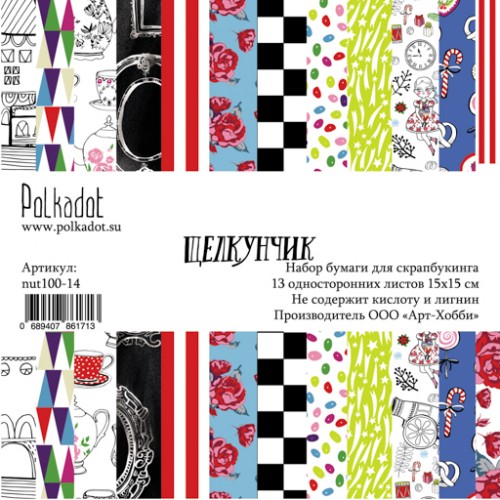 Polkadot
www.polkadot.su
Артикул:
nut100-14
0 689407 861713
ЩЕЛКУНЧИК
Набор бумаги для скрапбукинга
13 односторонних листов 15х15 см
Не содержит кислоту и лигнин
Производитель ООО «Арт-Хобби»